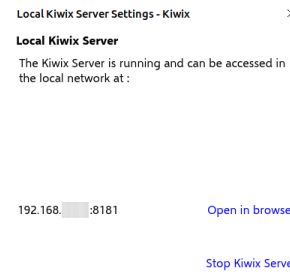 Local Kiwix Server Settings - Kiwix
Local Kiwix Server
The Kiwix Server is running and can be accessed in
the local network at :
192.168. :8181 Open in browse
Stop Kiwix Serve